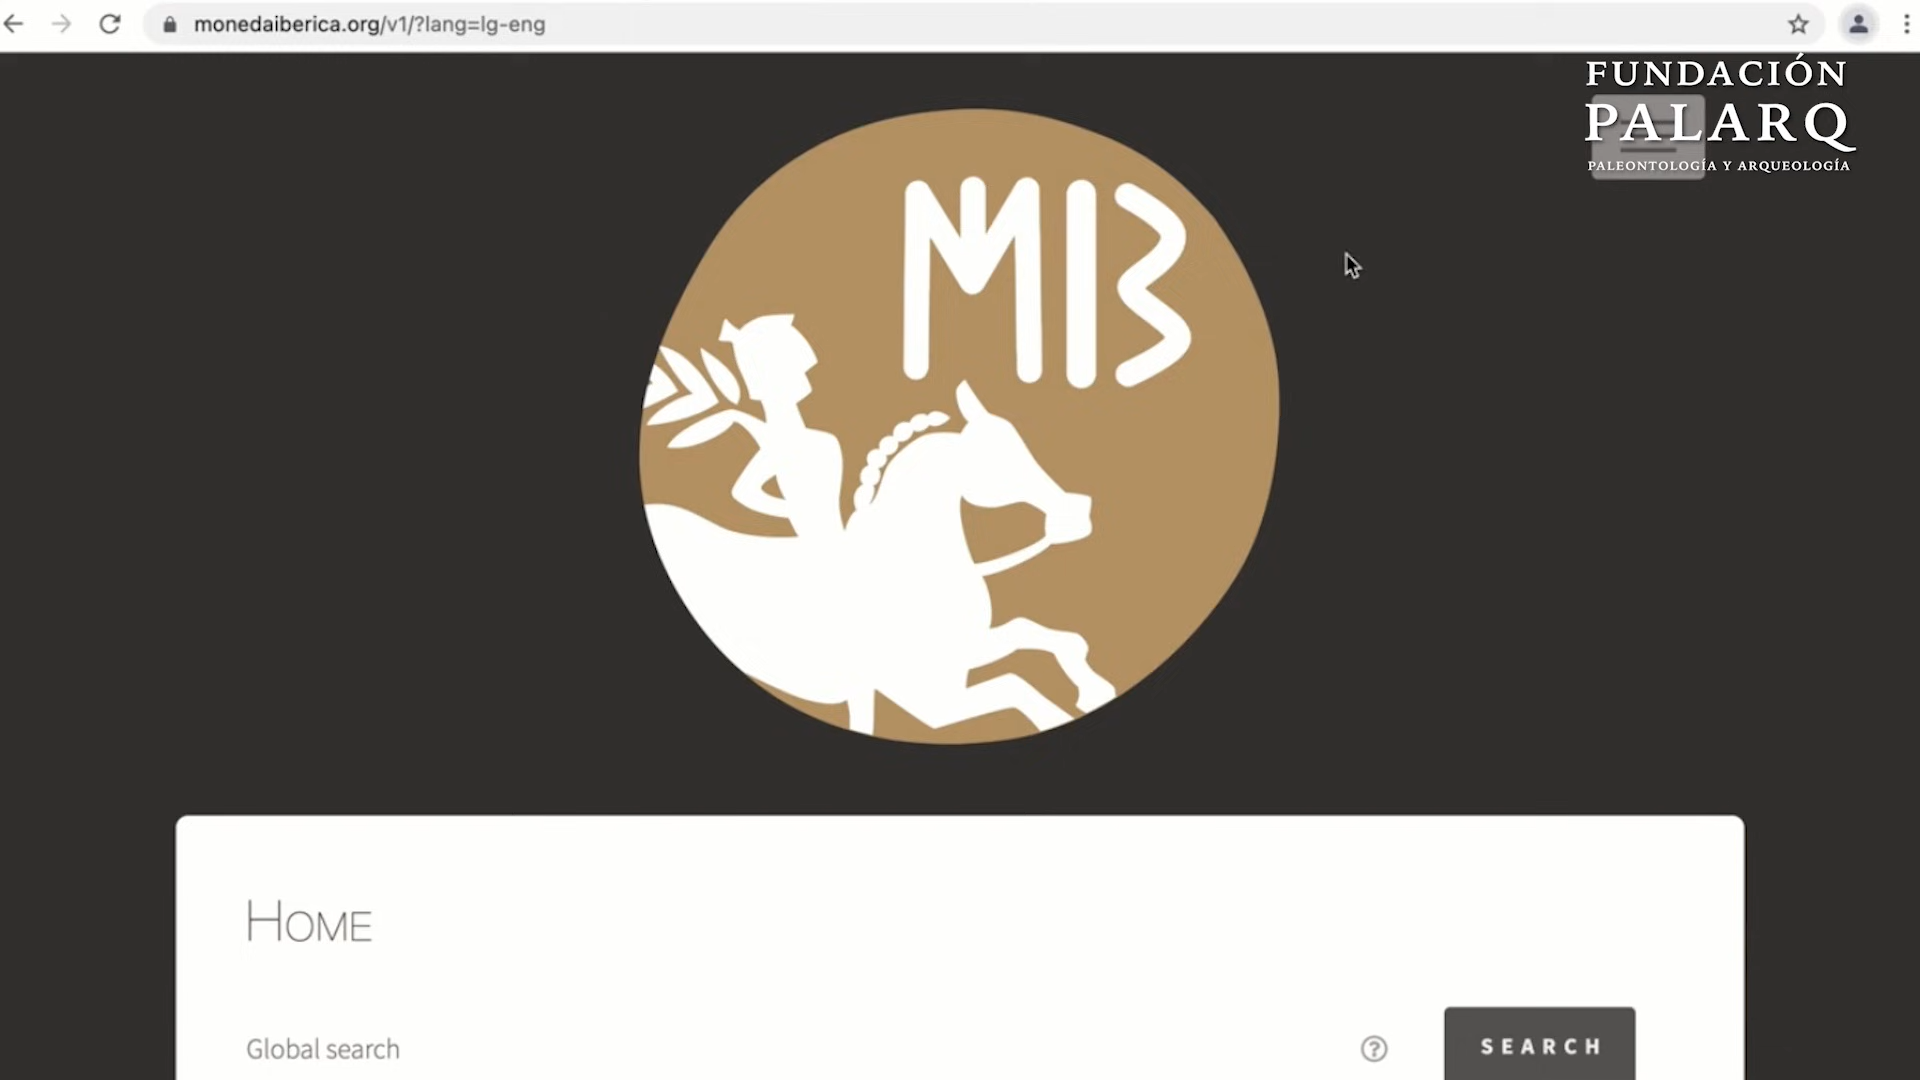 monedaiberica.org/v1/?lang=lg-eng
FUNDACIÓN
PALARQ
PALEONTOLOGÍA Y ARQUEOLOGÍA
MIB
HOME
Global search
?
SEARCH